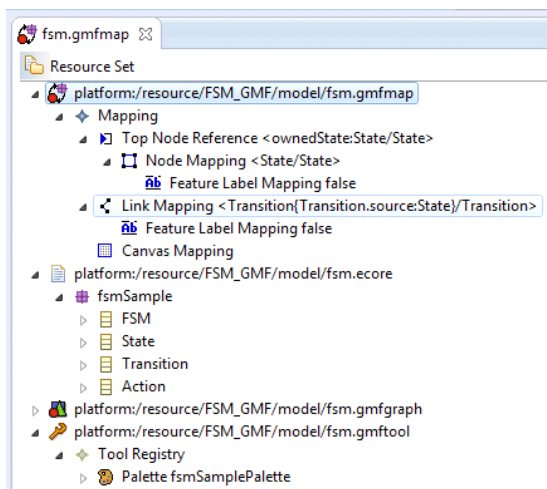 fsm.gmfmap
Resource Set
platform:/resource/FSM_GMF/model/fsm.gmfmap
Mapping
Top Node Reference <ownedState:State/State>
Node Mapping <State/State>
Ab Feature Label Mapping false
Link Mapping <Transition{Transition.source:State}/Transition>
Ab Feature Label Mapping false
Canvas Mapping
platform:/resource/FSM_GMF/model/fsm.ecore
fsmSample
FSM
State
Transition
Action
platform:/resource/FSM_GMF/model/fsm.gmfgraph
platform:/resource/FSM_GMF/model/fsm.gmftool
Tool Registry
Palette fsmSamplePalette